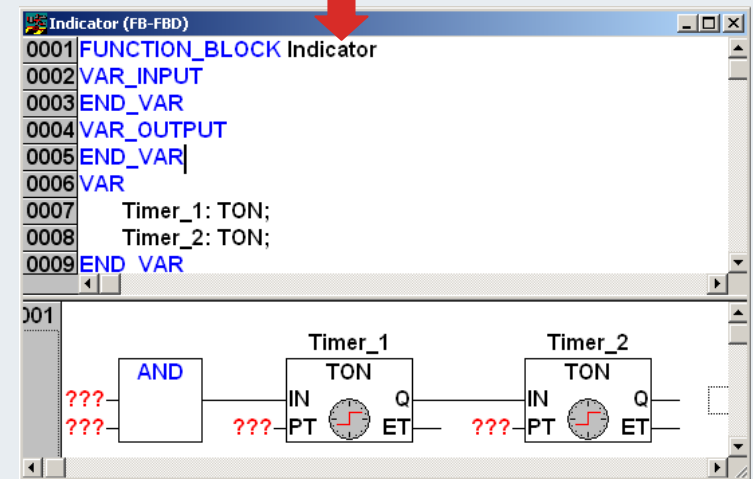 Indicator (FB-FBD)
0001 FUNCTION_BLOCK Indicator
0002 VAR_INPUT
0003 END_VAR
0004 VAR_OUTPUT
0005 END_VAR
0006 VAR
0007 Timer_1: TON;
0008 Timer_2: TON;
0009 END_VAR
001
Timer_1 Timer_2
AND TON TON
??? IN Q IN Q
??? ??? PT ET ??? PT ET